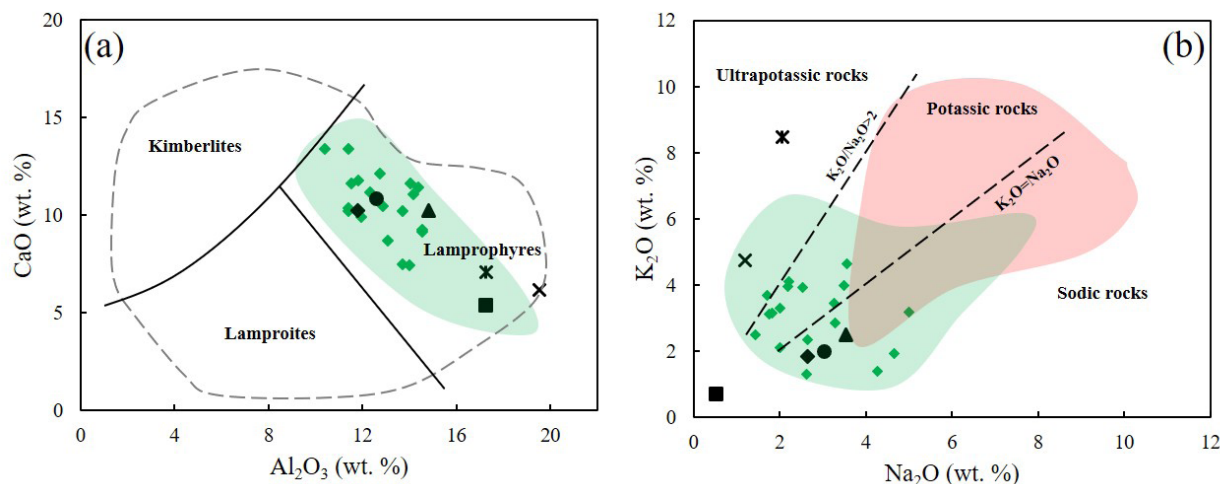 (a)
20
15
10
5
0
CaO (wt. %)
Kimberlites
Lamprophyres
Lamproites
0 4 8 12 16 20
Al₂O₃ (wt. %)
(b)
12
10
8
6
4
2
0
K₂O (wt. %)
Ultrapotassic rocks
Potassic rocks
K₂O/Na₂O>2
K₂O=Na₂O
Sodic rocks
0 2 4 6 8 10 12
Na₂O (wt. %)